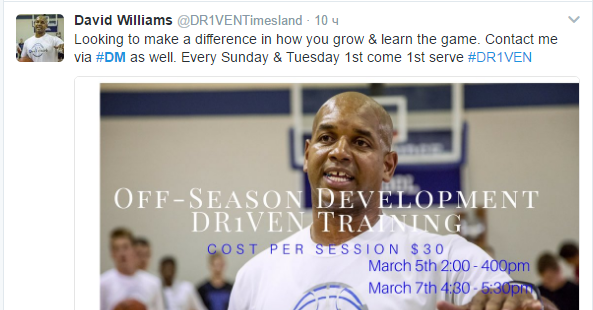 David Williams @DR1VENTimesland · 10 ч
Looking to make a difference in how you grow & learn the game. Contact me
via #DM as well. Every Sunday & Tuesday 1st come 1st serve #DR1VEN
OFF-SEASON DEVELOPMENT
DR1VEN TRAINING
COST PER SESSION $30
March 5th 2:00 - 400pm
March 7th 4:30 - 5:30pm